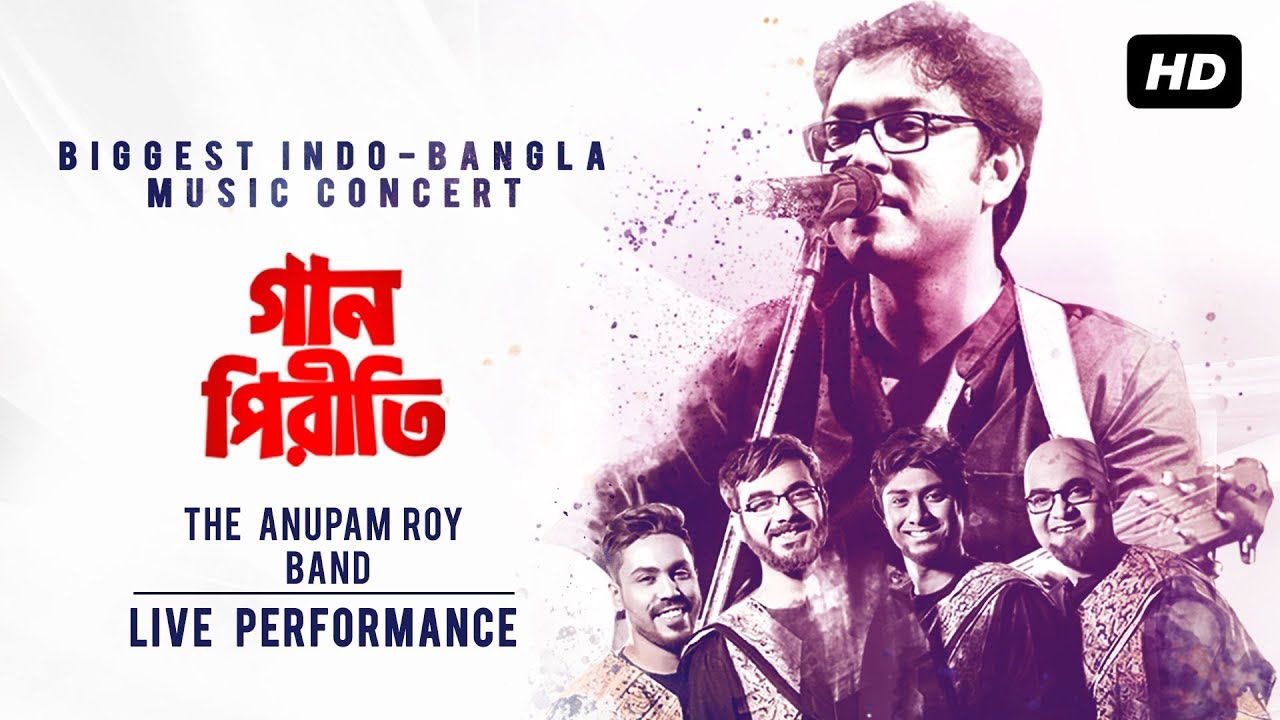 BIGGEST INDO-BANGLA
MUSIC CONCERT
গান
পিরীতি
THE ANUPAM ROY
BAND
LIVE PERFORMANCE
HD